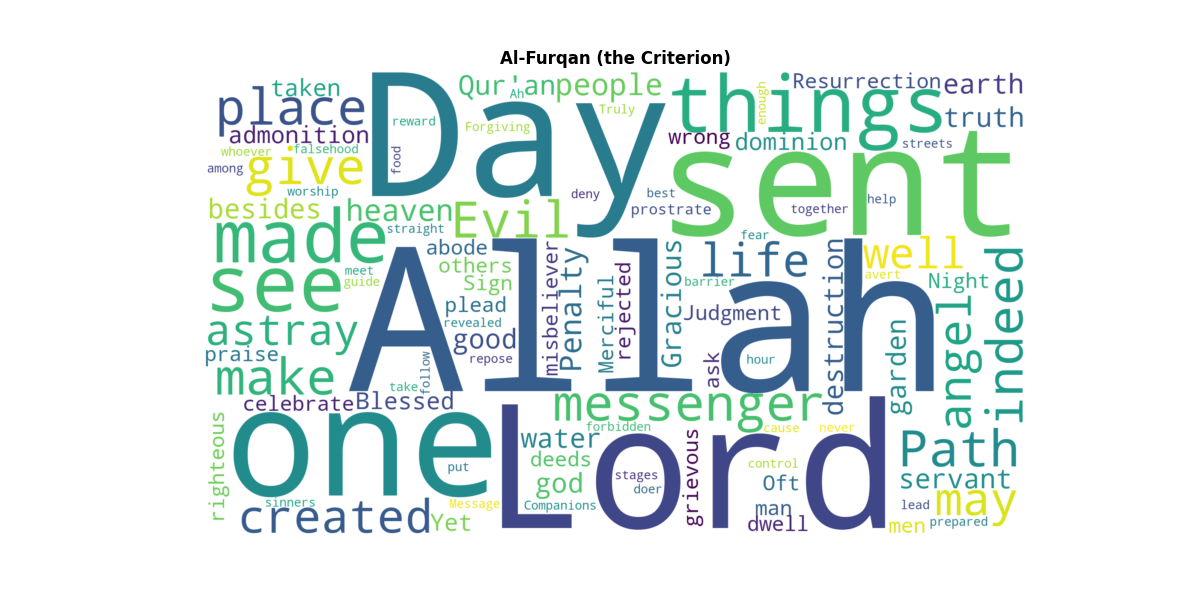 Al-Furqan (the Criterion)
taken
Day
Qur'an
Ah
people
Truly
things
enough
Resurrection
earth
place
admonition
reward
Forgiving
wrong
dominion
truth
streets
whoever
falsehood
among
give
food
worship
deny
best
prostrate
together
help
sent
besides
heaven
straight
Evil
fear
made
abode
misbeliever
Penalty
Merciful
rejected
Gracious
life
well
see
meet
guide
others
Sign
barrier
avert
Night
indeed
destruction
plead
revealed
Judgment
astray
good
repose
Allah
ask
hour
garden
angel
praise
make
take
follow
celebrate
Blessed
messenger
righteous
one
Lord
water
forbidden
cause
never
Path
deeds
put
stages
grievous
control
servant
god
doer
Oft
may
sinners
Message
Companions
man
lead
created
Yet
dwell
men
prepared